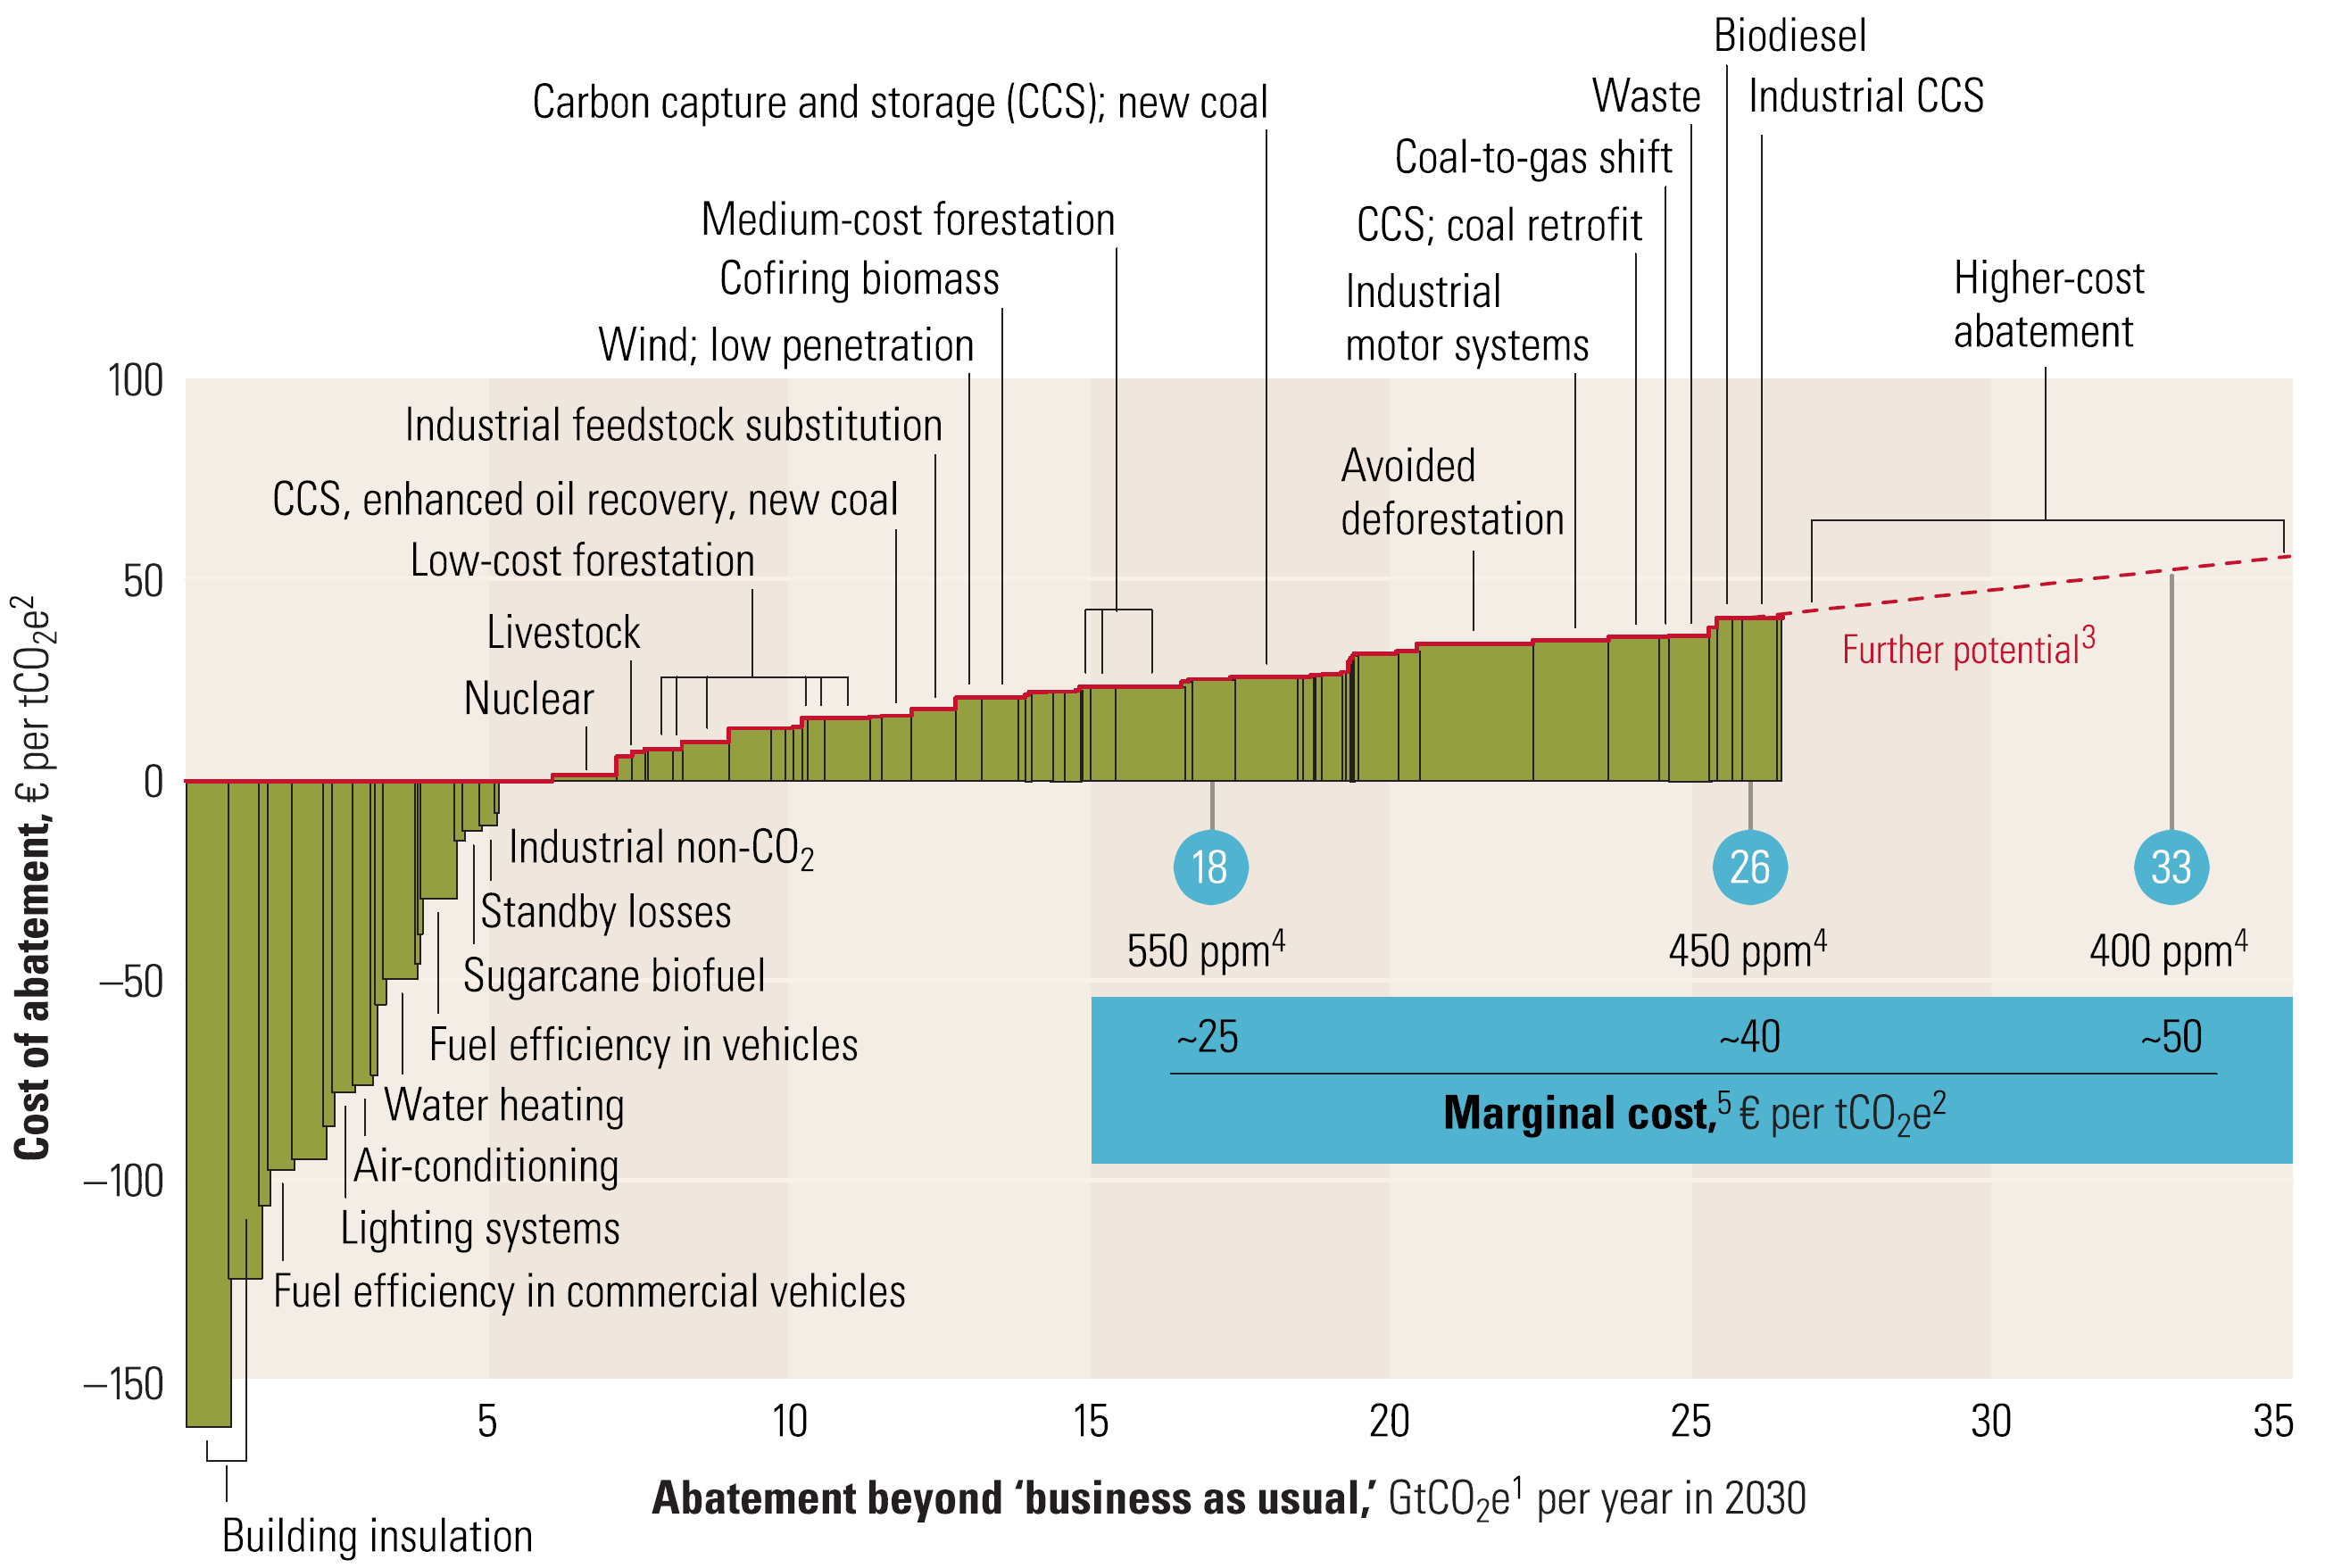 Biodiesel
Carbon capture and storage (CCS); new coal
Waste
Industrial CCS
Coal-to-gas shift
Medium-cost forestation
CCS; coal retrofit
Cofiring biomass
Higher-cost
abatement
Industrial
motor systems
Wind; low penetration
100
Industrial feedstock substitution
Avoided
deforestation
CCS, enhanced oil recovery, new coal
Low-cost forestation
50
Livestock
Further potential³
Nuclear
0
Cost of abatement, € per tCO₂e²
Industrial non-CO₂
18
26
33
Standby losses
550 ppm⁴
450 ppm⁴
400 ppm⁴
–50
Sugarcane biofuel
Fuel efficiency in vehicles
~25
~40
~50
Water heating
Marginal cost,⁵ € per tCO₂e²
–100
Air-conditioning
Lighting systems
Fuel efficiency in commercial vehicles
–150
5
10
15
20
25
30
35
Abatement beyond ‘business as usual,’ GtCO₂e¹ per year in 2030
Building insulation